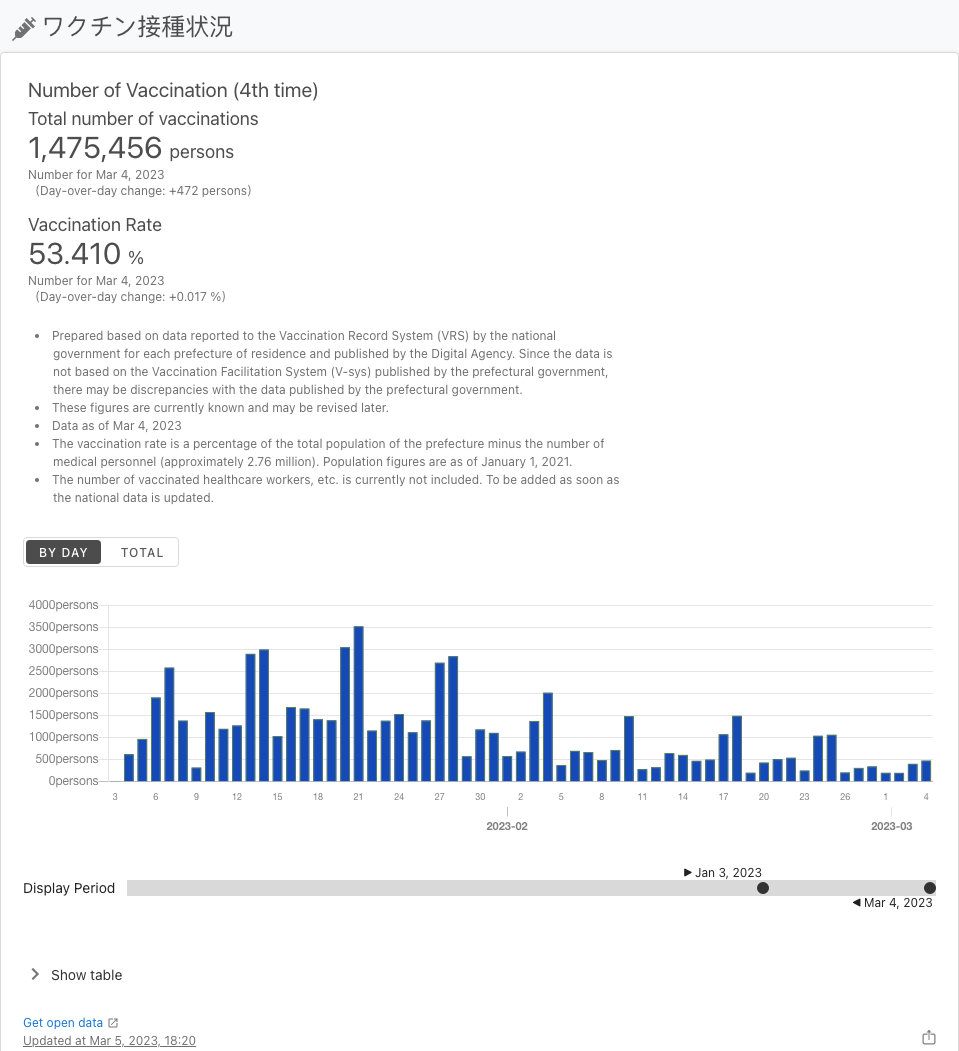 ワクチン接種状況
Number of Vaccination (4th time)
Total number of vaccinations
1,475,456 persons
Number for Mar 4, 2023
(Day-over-day change: +472 persons)
Vaccination Rate
53.410 %
Number for Mar 4, 2023
(Day-over-day change: +0.017 %)
• Prepared based on data reported to the Vaccination Record System (VRS) by the national
government for each prefecture of residence and published by the Digital Agency. Since the data is
not based on the Vaccination Facilitation System (V-sys) published by the prefectural government,
there may be discrepancies with the data published by the prefectural government.
• These figures are currently known and may be revised later.
• Data as of Mar 4, 2023
• The vaccination rate is a percentage of the total population of the prefecture minus the number of
medical personnel (approximately 2.76 million). Population figures are as of January 1, 2021.
• The number of vaccinated healthcare workers, etc. is currently not included. To be added as soon as
the national data is updated.
BY DAY TOTAL
4000persons
3500persons
3000persons
2500persons
2000persons
1500persons
1000persons
500persons
0persons
3 6 9 12 15 18 21 24 27 30 2 5 8 11 14 17 20 23 26 1 4
2023-02 2023-03
Jan 3, 2023
Display Period
Mar 4, 2023
Show table
Get open data
Updated at Mar 5, 2023, 18:20